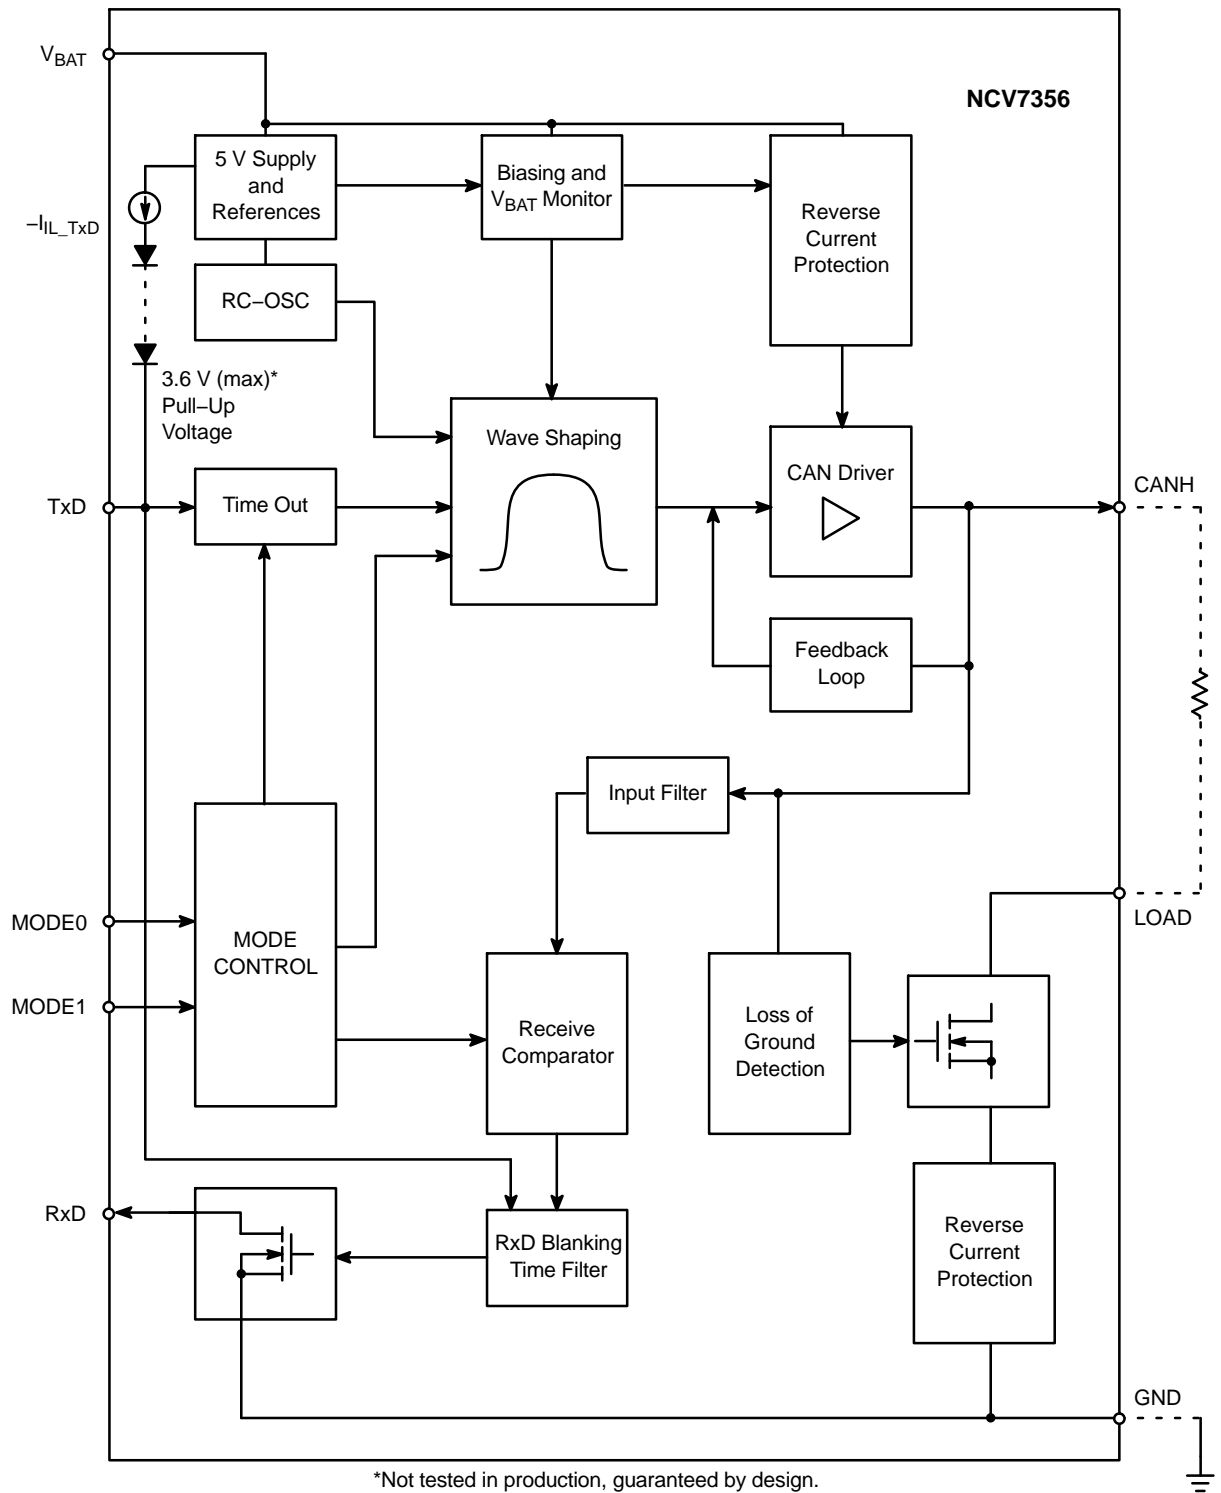 V_BAT
NCV7356
5 V Supply
and
References
Biasing and
V_BAT Monitor
Reverse
Current
Protection
–I_IL_TxD
RC–OSC
3.6 V (max)*
Pull–Up
Voltage
Wave Shaping
CAN Driver
CANH
TxD
Time Out
Feedback
Loop
Input Filter
MODE0
MODE
CONTROL
LOAD
MODE1
Receive
Comparator
Loss of
Ground
Detection
RxD
RxD Blanking
Time Filter
Reverse
Current
Protection
GND
*Not tested in production, guaranteed by design.